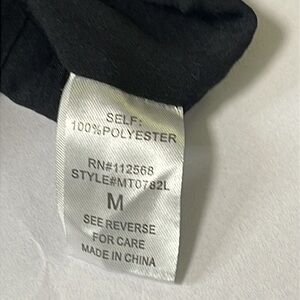 SELF:
100%POLYESTER
RN#112568
STYLE#MT0782L
M
SEE REVERSE
FOR CARE
MADE IN CHINA